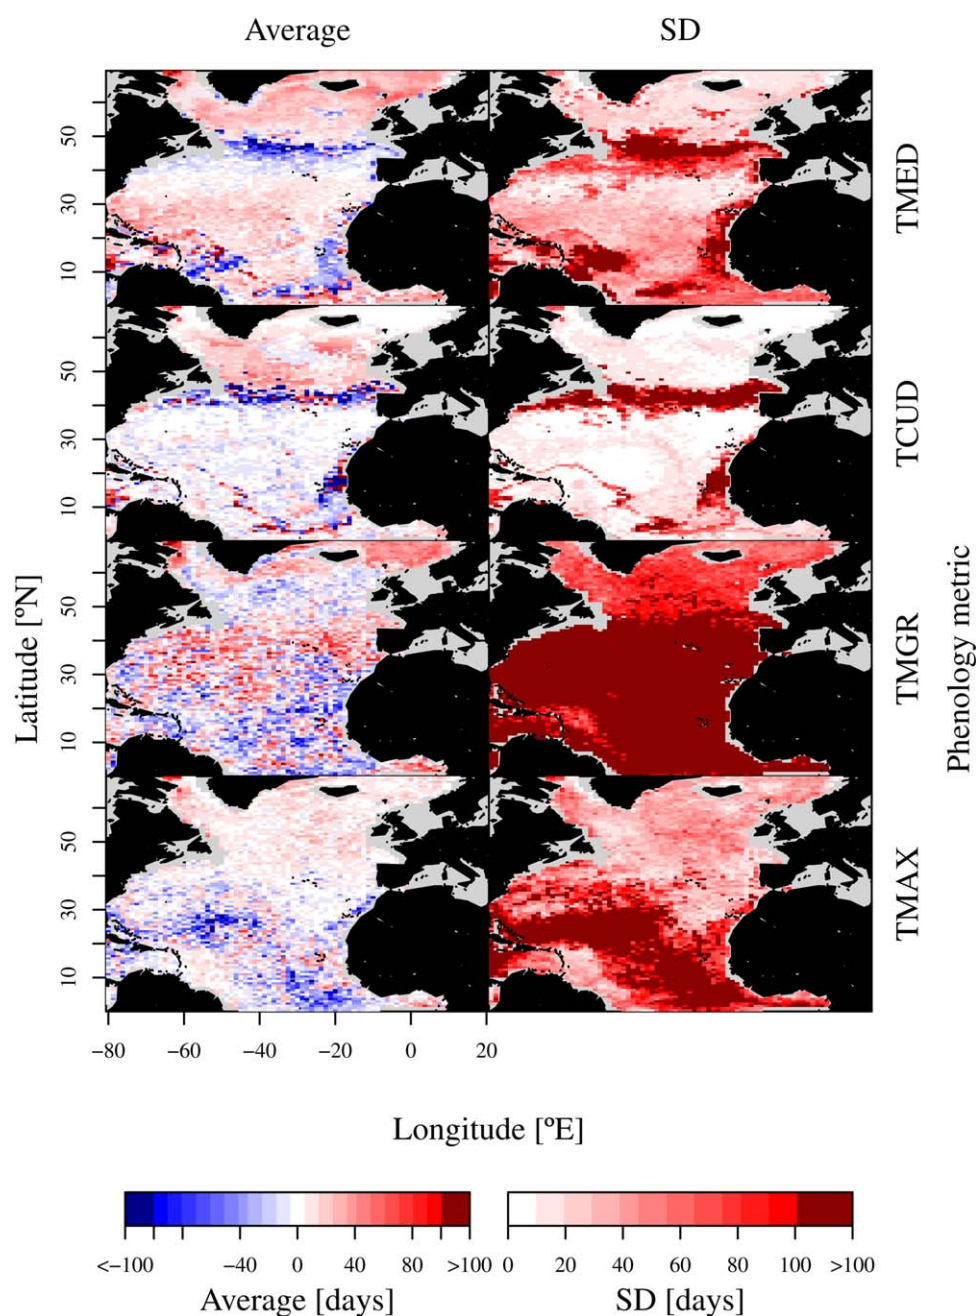 Average SD
50
30
10
TMED
50
30
10
TCUD
50
30
10
TMGR
50
30
10
TMAX
Latitude [ºN]
Phenology metric
−80 −60 −40 −20 0 20
Longitude [ºE]
<−100 −40 0 40 80 >100
Average [days]
0 20 40 60 80 100 >100
SD [days]